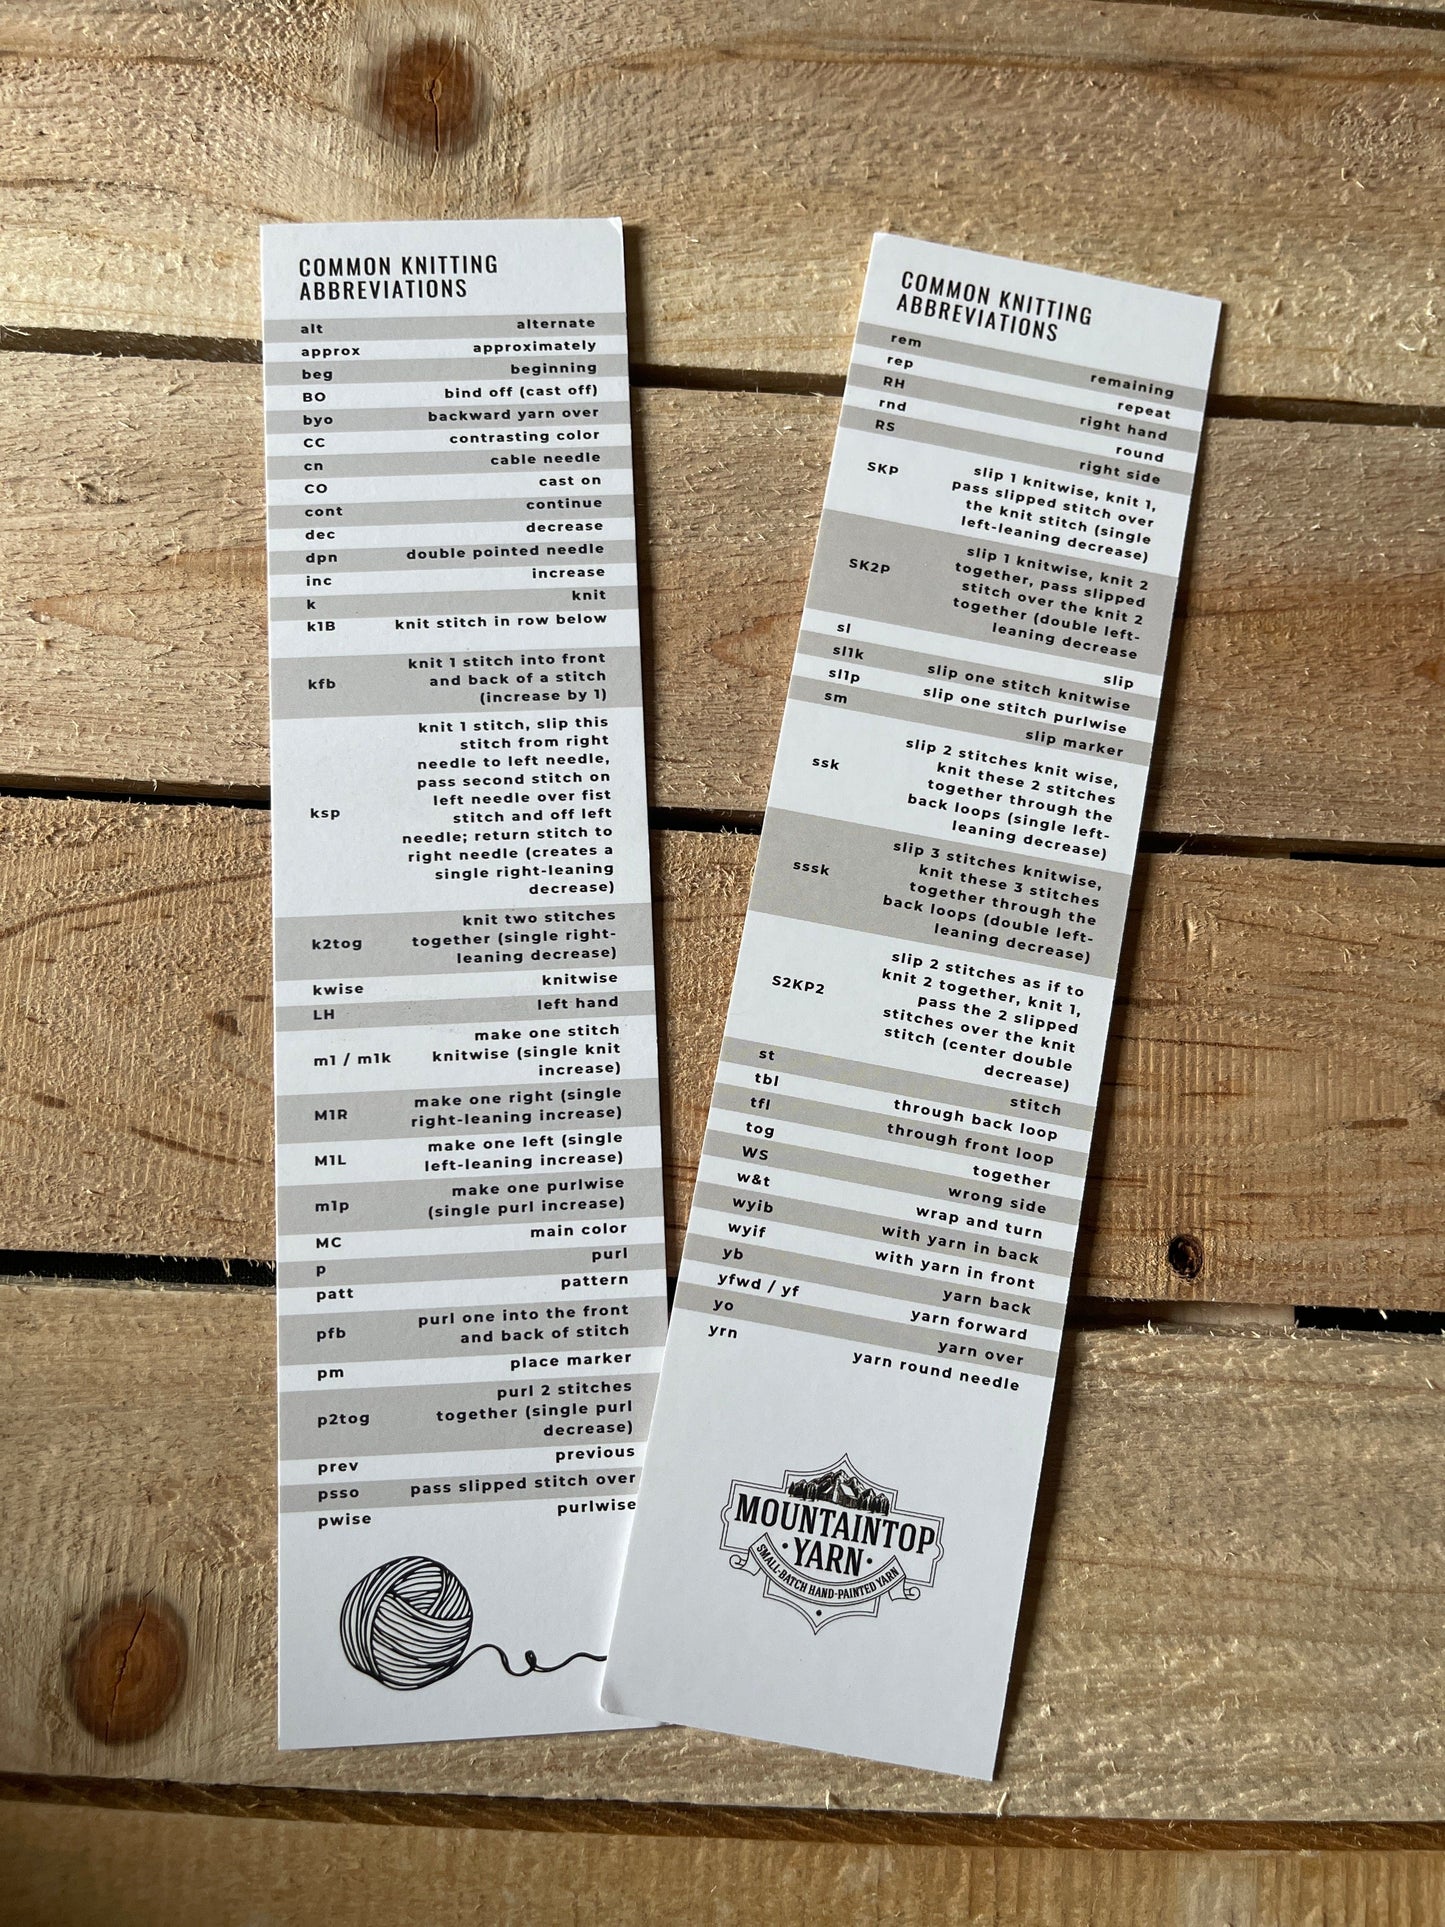 COMMON KNITTING
ABBREVIATIONS
alt alternate
approx approximately
beg beginning
BO bind off (cast off)
byo backward yarn over
CC contrasting color
cn cable needle
CO cast on
cont continue
dec decrease
dpn double pointed needle
inc increase
k knit
k1B knit stitch in row below
knit 1 stitch into front
kfb and back of a stitch
(increase by 1)
knit 1 stitch, slip this
stitch from right
needle to left needle,
pass second stitch on
left needle over fist
ksp stitch and off left
needle; return stitch to
right needle (creates a
single right-leaning
decrease)
knit two stitches
k2tog together (single right-
leaning decrease)
kwise knitwise
LH left hand
make one stitch
m1 / m1k knitwise (single knit
increase)
M1R make one right (single
right-leaning increase)
M1L make one left (single
left-leaning increase)
m1p make one purlwise
(single purl increase)
MC main color
p purl
patt pattern
pfb purl one into the front
and back of stitch
pm place marker
purl 2 stitches
p2tog together (single purl
decrease)
prev previous
psso pass slipped stitch over
pwise purlwise
COMMON KNITTING
ABBREVIATIONS
rem remaining
rep repeat
RH right hand
rnd round
RS right side
SKP slip 1 knitwise, knit 1,
pass slipped stitch over
the knit stitch (single
left-leaning decrease)
SK2P slip 1 knitwise, knit 2
together, pass slipped
stitch over the knit 2
together (double left-
leaning decrease
sl slip
sl1k slip one stitch knitwise
sl1p slip one stitch purlwise
sm slip marker
ssk slip 2 stitches knit wise,
knit these 2 stitches
together through the
back loops (single left-
leaning decrease)
sssk slip 3 stitches knitwise,
knit these 3 stitches
together through the
back loops (double left-
leaning decrease)
S2KP2 slip 2 stitches as if to
knit 2 together, knit 1,
pass the 2 slipped
stitches over the knit
stitch (center double
decrease)
st stitch
tbl through back loop
tfl through front loop
tog together
WS wrong side
w&t wrap and turn
wyib with yarn in back
wyif with yarn in front
yb yarn back
yfwd / yf yarn forward
yo yarn over
yrn yarn round needle
MOUNTAINTOP
• YARN •
SMALL-BATCH HAND-PAINTED YARN